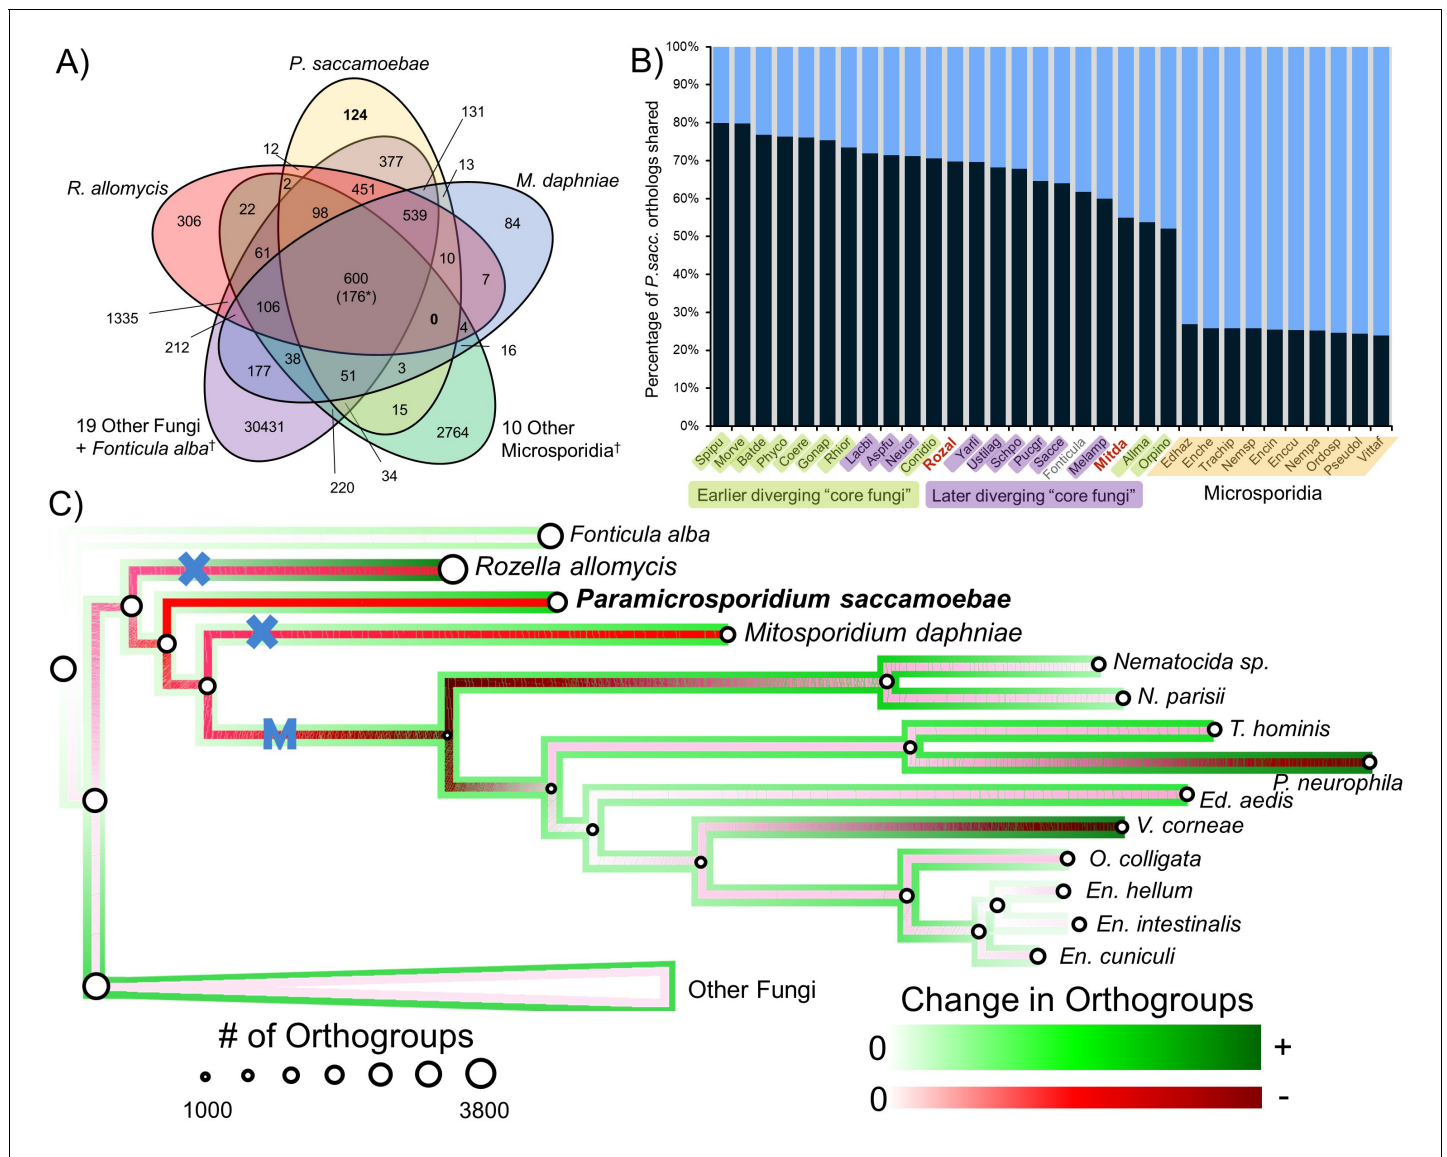 A)
P. saccamoebae
124
131
12
377
13
R. allomycis
2
451
M. daphniae
306
22
98
539
84
61
10
7
600
(176*)
106
0
4
1335
212
16
177
38
51
3
15
19 Other Fungi
+ Fonticula alba†
30431
2764
10 Other
Microsporidia†
34
220
B)
Percentage of P.sacc. orthologs shared
100%
90%
80%
70%
60%
50%
40%
30%
20%
10%
0%
Spipu
Morve
Batde
Phyco
Coere
Gonap
Rhior
Lacbi
Aspfu
Neucr
Conidio
Rozal
Yarli
Ustilag
Schpo
Pucgr
Sacce
Fonticula
Melamp
Mitda
Allma
Orpino
Edhaz
Enche
Trachip
Nemsp
Encin
Enccu
Nempa
Ordosp
Pseudol
Vittaf
Earlier diverging “core fungi”
Later diverging “core fungi”
Microsporidia
C)
Fonticula alba
Rozella allomycis
Paramicrosporidium saccamoebae
Mitosporidium daphniae
Nematocida sp.
N. parisii
M
T. hominis
P. neurophila
Ed. aedis
V. corneae
O. colligata
En. hellum
En. intestinalis
En. cuniculi
Other Fungi
# of Orthogroups
1000
3800
Change in Orthogroups
0
+
0
-